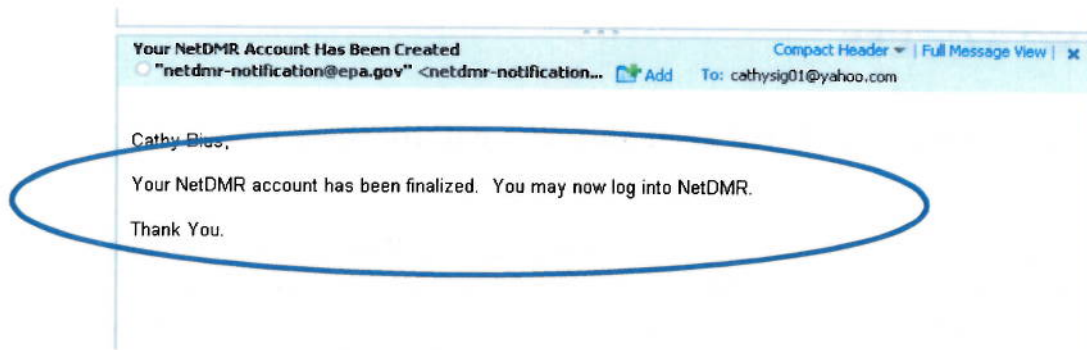 Your NetDMR Account Has Been Created
Compact Header | Full Message View | x
"netdmr-notification@epa.gov" <netdmr-notification... Add To: cathysig01@yahoo.com
Cathy Bius,
Your NetDMR account has been finalized. You may now log into NetDMR.
Thank You.